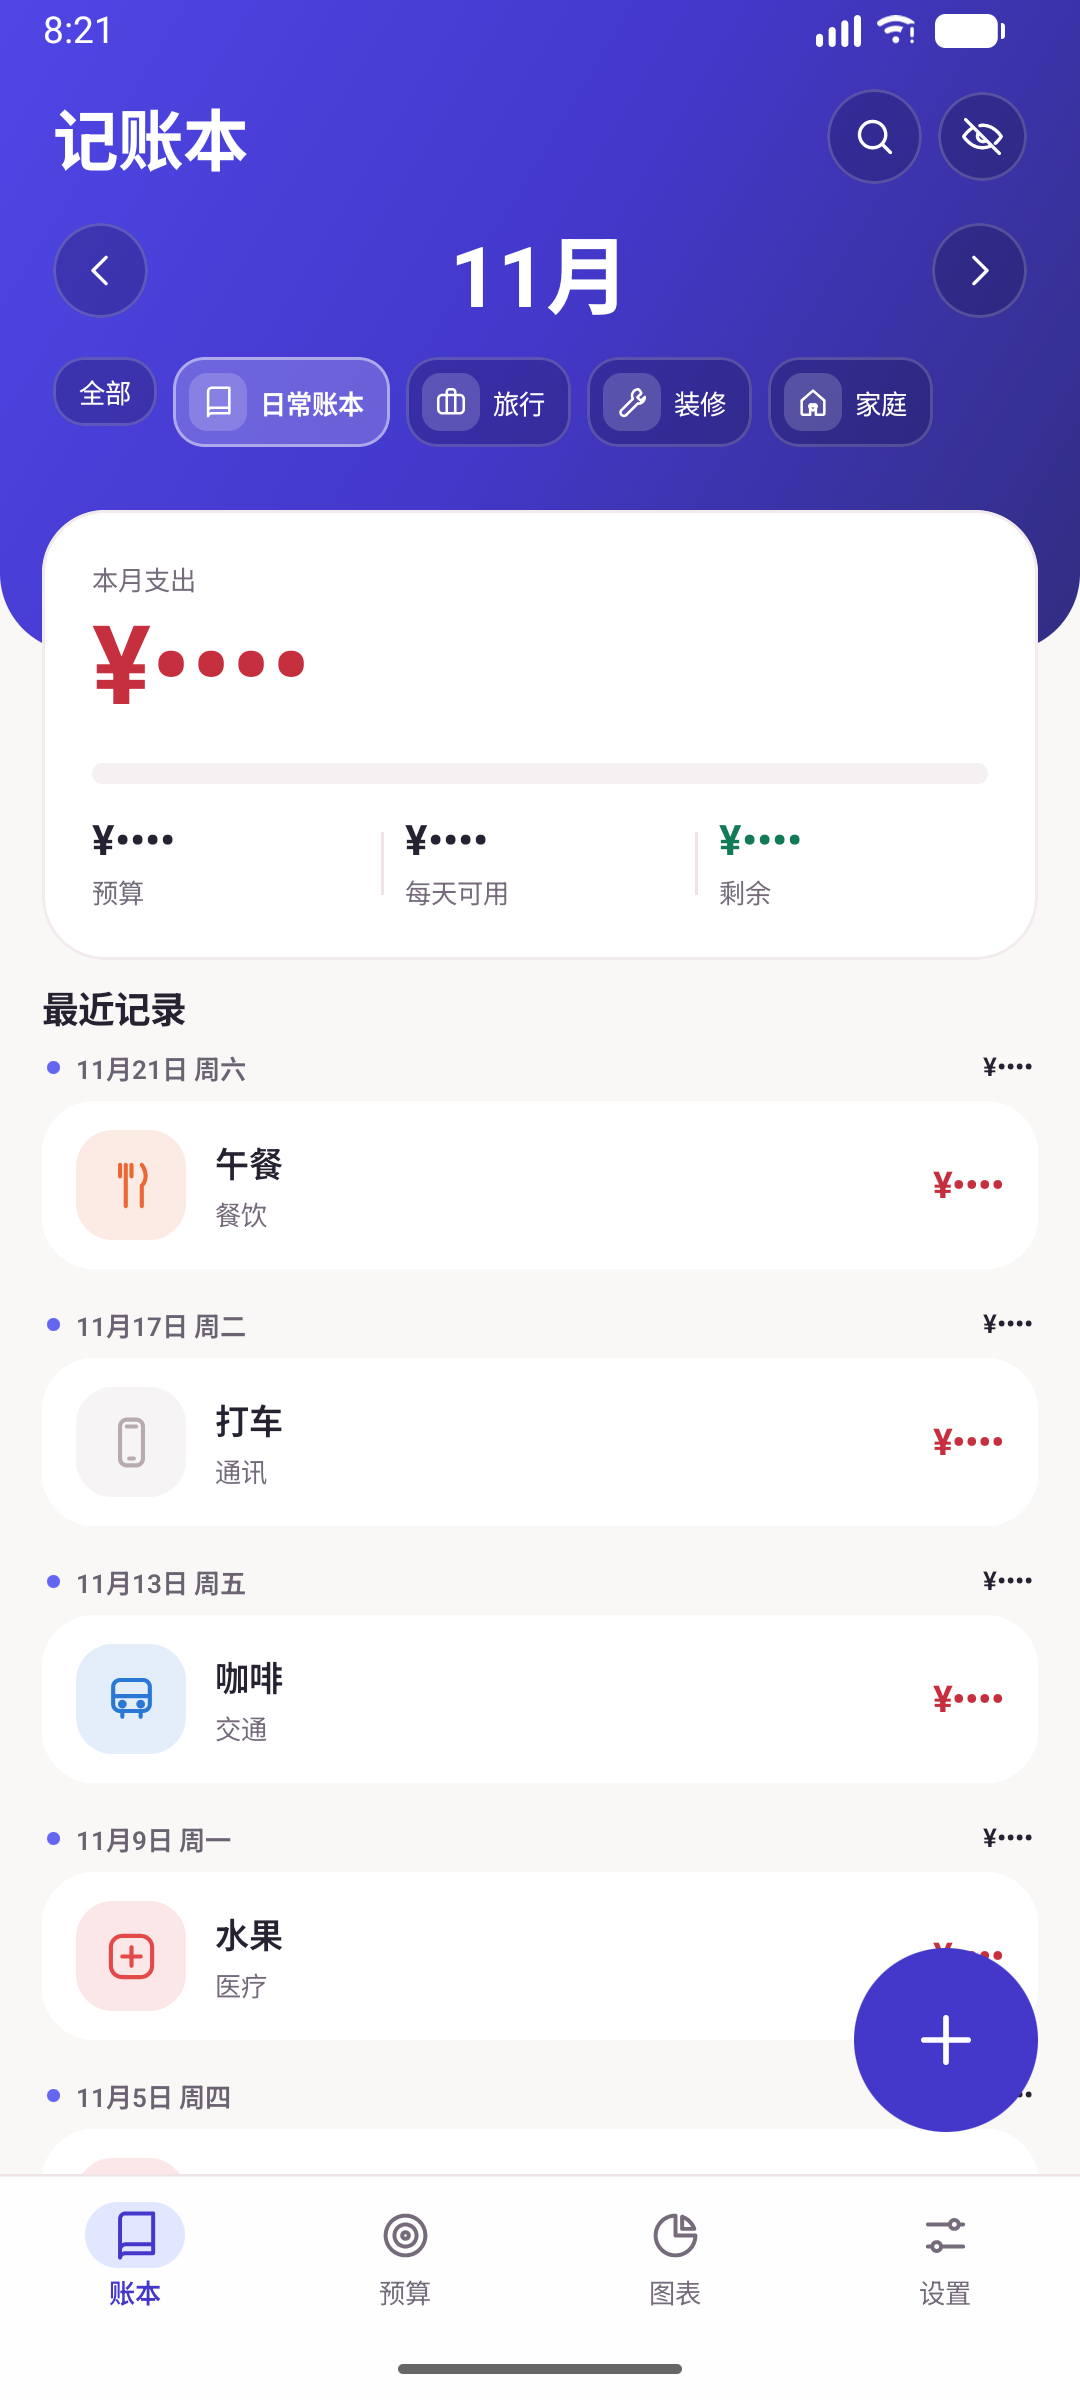 8:21
记账本
11月
全部
日常账本
旅行
装修
家庭
本月支出
¥••••
¥••••
预算
¥••••
每天可用
¥••••
剩余
最近记录
11月21日 周六
¥••••
午餐
餐饮
¥••••
11月17日 周二
¥••••
打车
通讯
¥••••
11月13日 周五
¥••••
咖啡
交通
¥••••
11月9日 周一
¥••••
水果
医疗
11月5日 周四
账本
预算
图表
设置